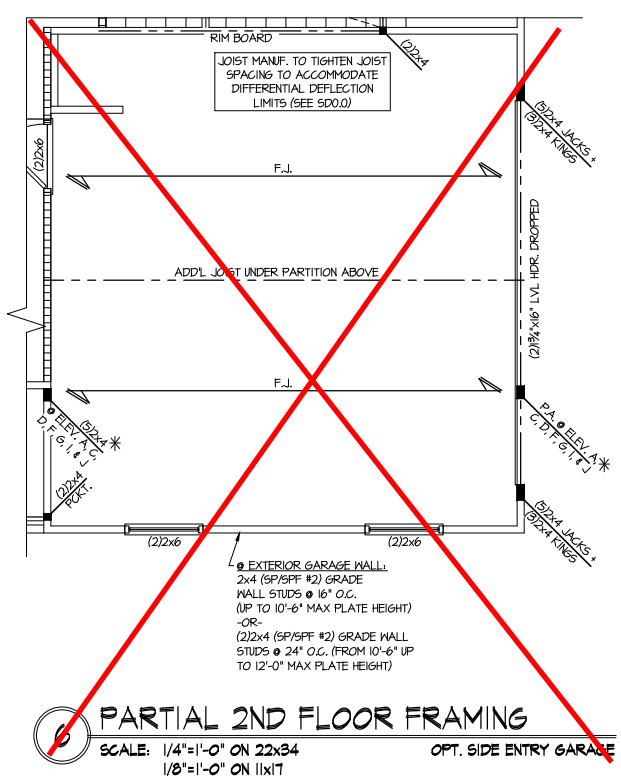 RIM BOARD
(2)2x4
JOIST MANUF. TO TIGHTEN JOIST
SPACING TO ACCOMMODATE
DIFFERENTIAL DEFLECTION
LIMITS (SEE SD0.0)
(5)2x4 JACKS +
(3)2x4 KINGS
(2)2x6
F.J.
(2)1¾"x16" LVL HDR. DROPPED
ADD'L JOIST UNDER PARTITION ABOVE
F.J.
(5)2x4 *
@ ELEV. A, C,
D, F, G, I, & J
P.A. @ ELEV. A *
C, D, F, G, I, & J
(2)2x4
PCKT.
(5)2x4 JACKS +
(3)2x4 KINGS
(2)2x6
(2)2x6
@ EXTERIOR GARAGE WALL:
2x4 (SP/SPF #2) GRADE
WALL STUDS @ 16" O.C.
(UP TO 10'-6" MAX PLATE HEIGHT)
-OR-
(2)2x4 (SP/SPF #2) GRADE WALL
STUDS @ 24" O.C. (FROM 10'-6" UP
TO 12'-0" MAX PLATE HEIGHT)
6
PARTIAL 2ND FLOOR FRAMING
SCALE: 1/4"=1'-0" ON 22x34
OPT. SIDE ENTRY GARAGE
1/8"=1'-0" ON 11x17